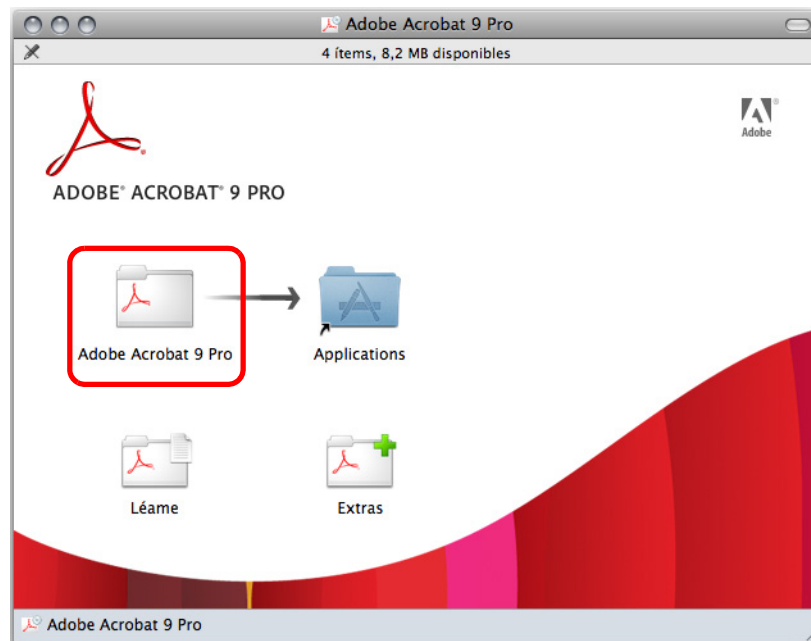 Adobe Acrobat 9 Pro
4 ítems, 8,2 MB disponibles
Adobe
ADOBE® ACROBAT® 9 PRO
Adobe Acrobat 9 Pro
Applications
Léame
Extras
Adobe Acrobat 9 Pro